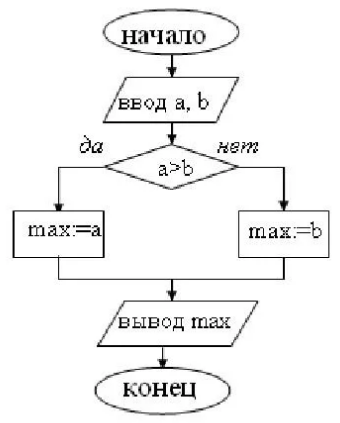 начало
ввод a, b
да
нет
a>b
max:=a
max:=b
вывод max
конец